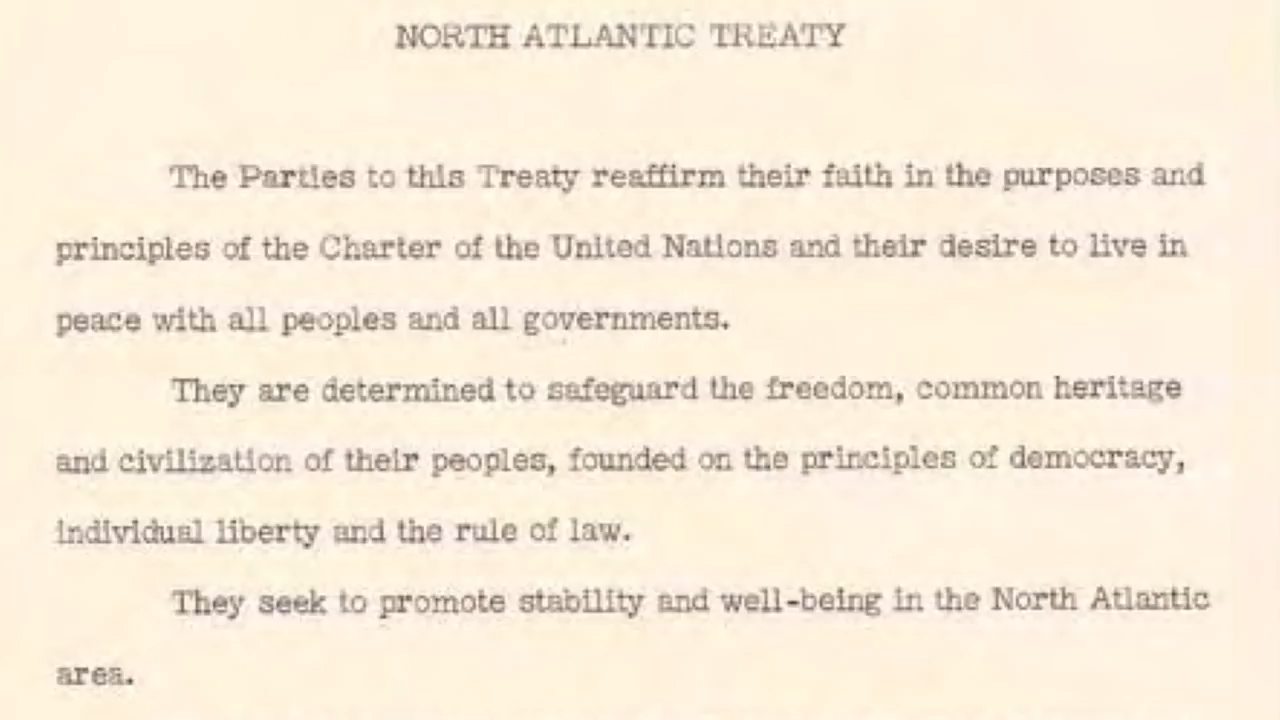 NORTH ATLANTIC TREATY
The Parties to this Treaty reaffirm their faith in the purposes and
principles of the Charter of the United Nations and their desire to live in
peace with all peoples and all governments.
They are determined to safeguard the freedom, common heritage
and civilization of their peoples, founded on the principles of democracy,
individual liberty and the rule of law.
They seek to promote stability and well-being in the North Atlantic
area.